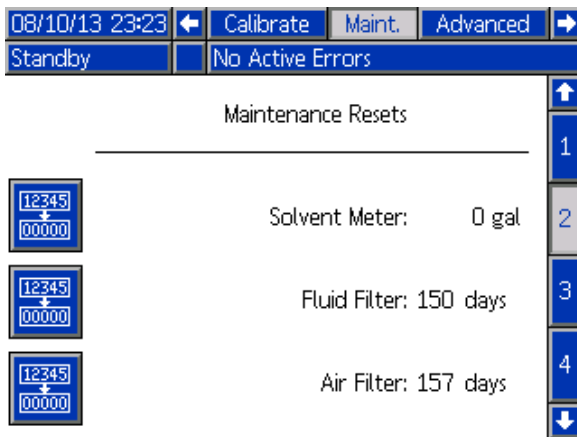 08/10/13 23:23 Calibrate Maint. Advanced
Standby No Active Errors
Maintenance Resets
1
12345
00000
Solvent Meter: 0 gal
2
12345
00000
Fluid Filter: 150 days
3
12345
00000
Air Filter: 157 days
4